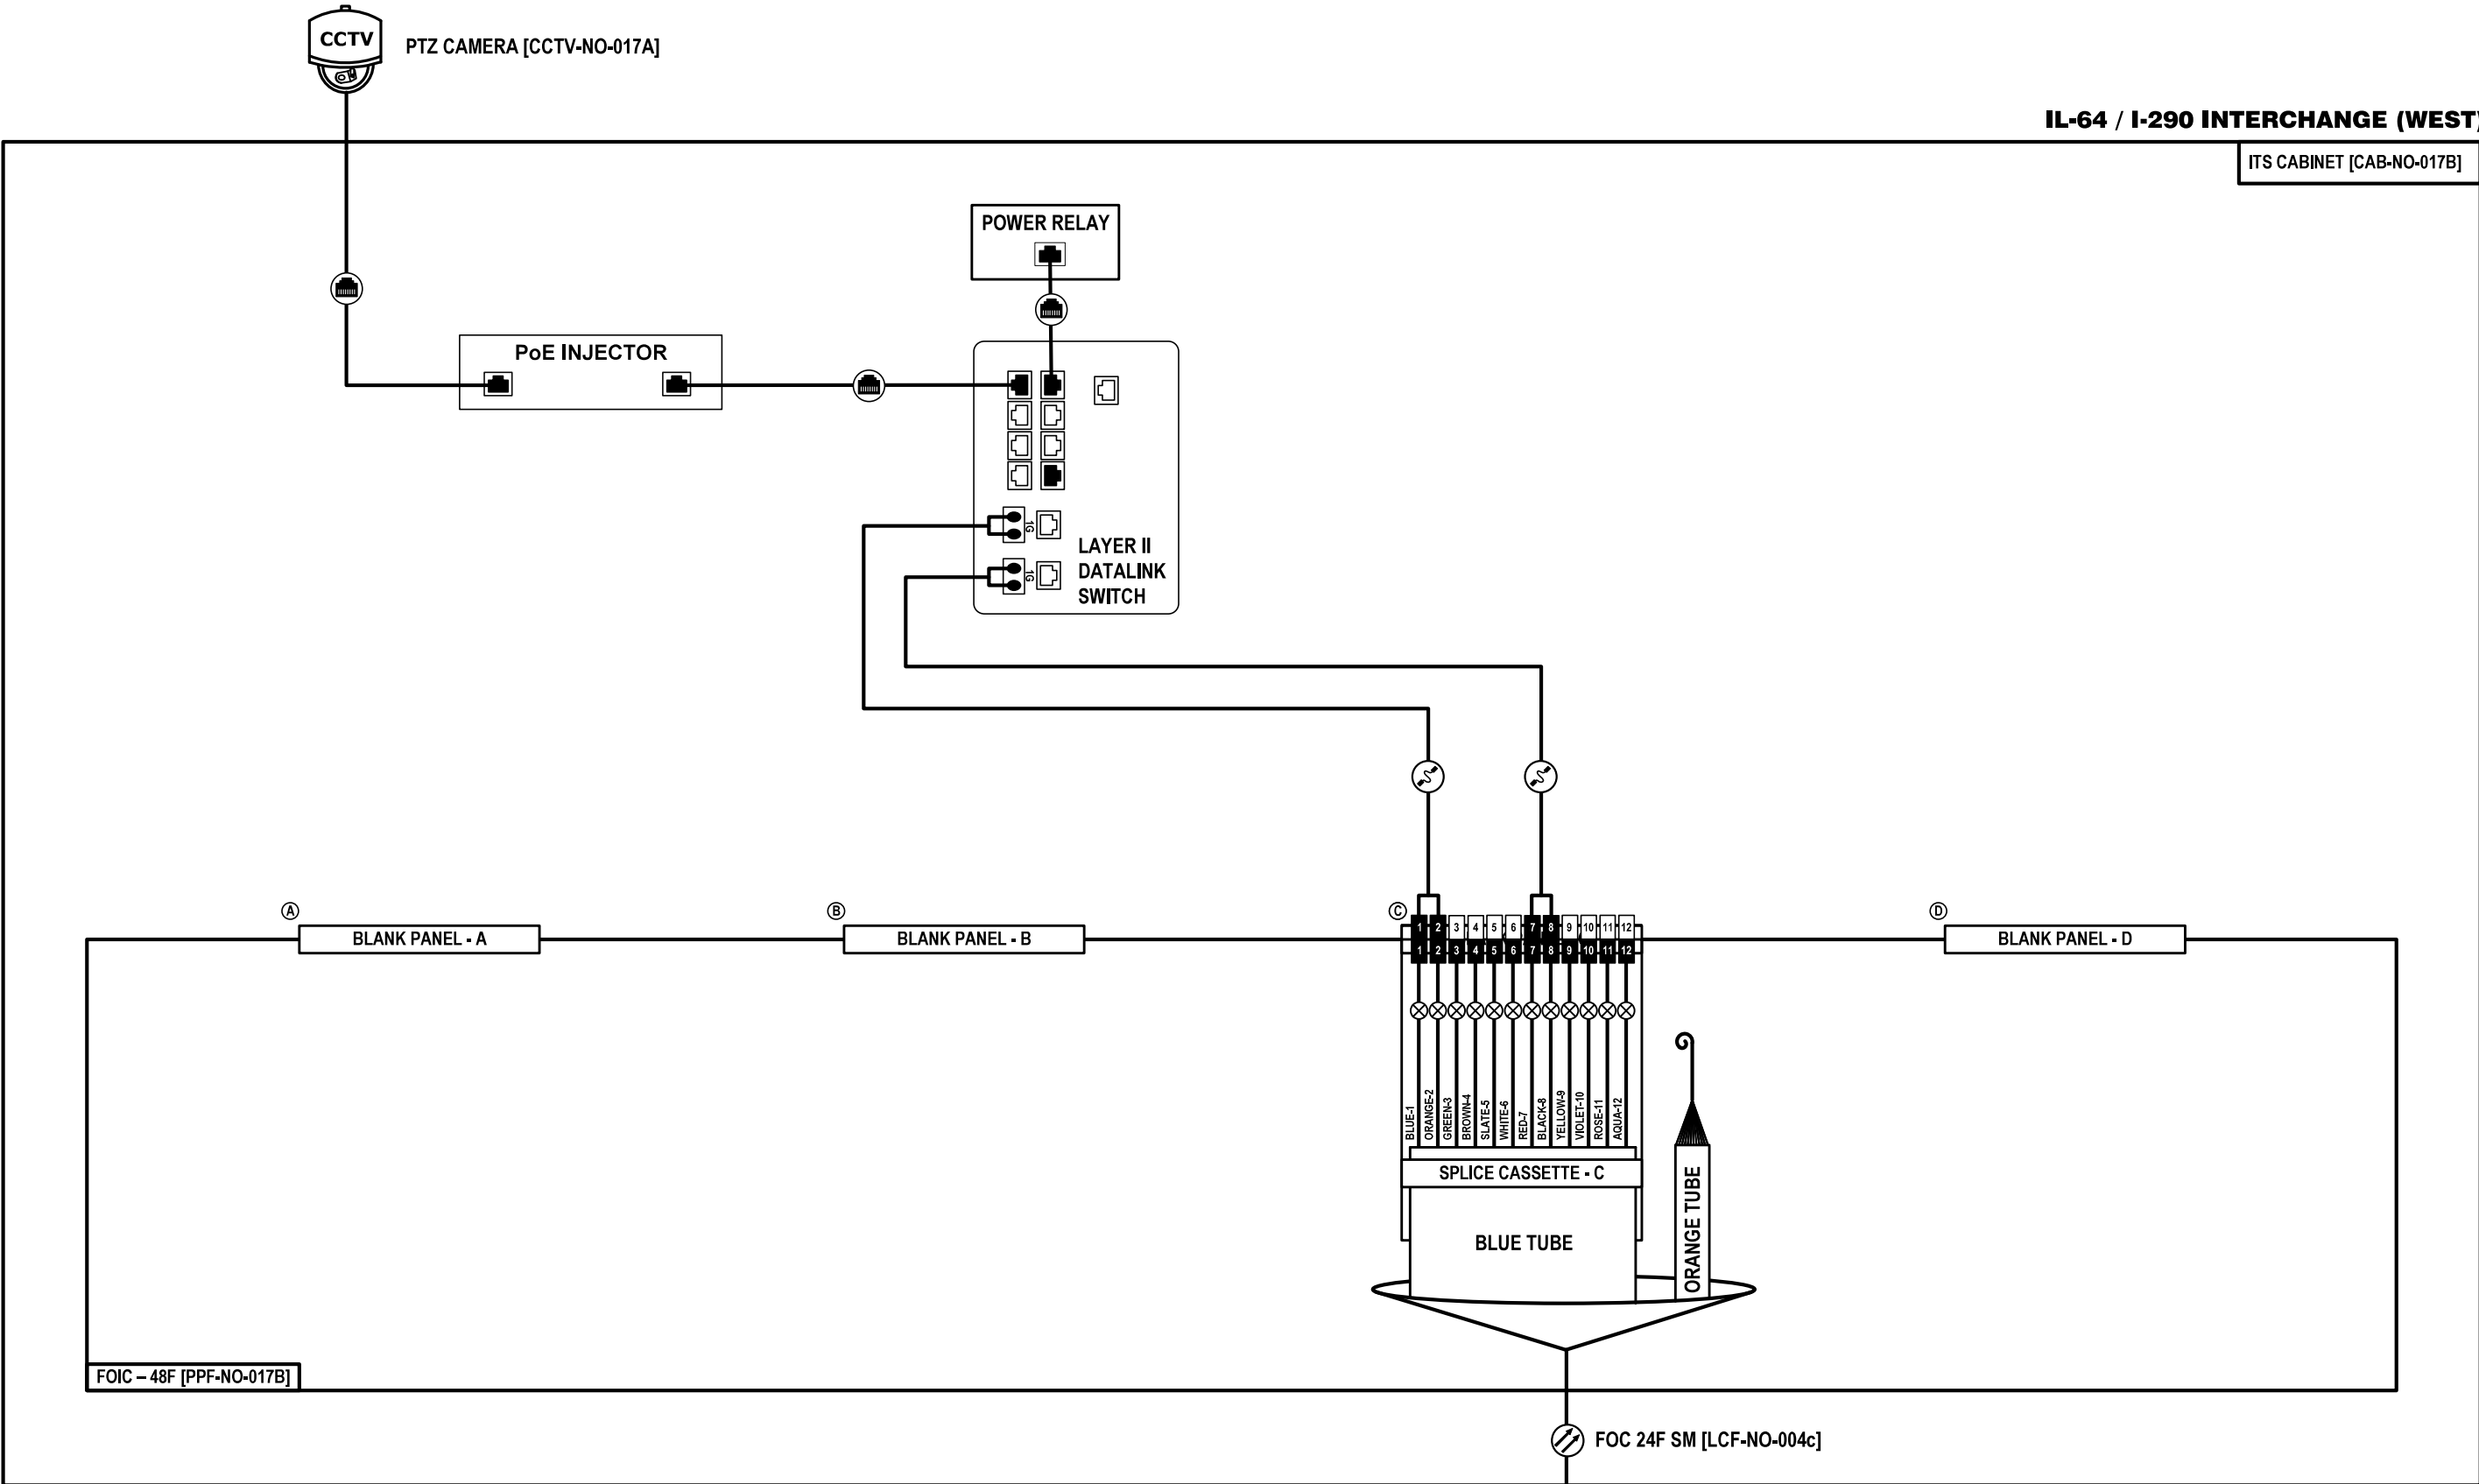 CCTV
PTZ CAMERA [CCTV-NO-017A]
IL-64 / I-290 INTERCHANGE (WEST)
ITS CABINET [CAB-NO-017B]
POWER RELAY
PoE INJECTOR
1G
1G
LAYER II
DATALINK
SWITCH
A
BLANK PANEL - A
B
BLANK PANEL - B
C
1 2 3 4 5 6 7 8 9 10 11 12
1 2 3 4 5 6 7 8 9 10 11 12
D
BLANK PANEL - D
BLUE-1
ORANGE-2
GREEN-3
BROWN-4
SLATE-5
WHITE-6
RED-7
BLACK-8
YELLOW-9
VIOLET-10
ROSE-11
AQUA-12
SPLICE CASSETTE - C
BLUE TUBE
ORANGE TUBE
FOIC – 48F [PPF-NO-017B]
FOC 24F SM [LCF-NO-004c]